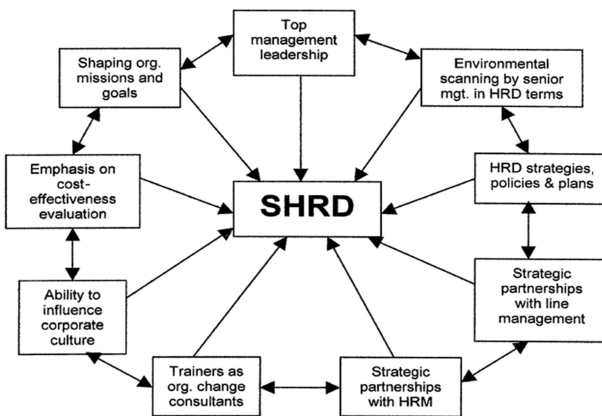 Top
management
leadership
Shaping org.
missions and
goals
Environmental
scanning by senior
mgt. in HRD terms
Emphasis on
cost-
effectiveness
evaluation
SHRD
HRD strategies,
policies & plans
Ability to
influence
corporate
culture
Strategic
partnerships
with line
management
Trainers as
org. change
consultants
Strategic
partnerships
with HRM